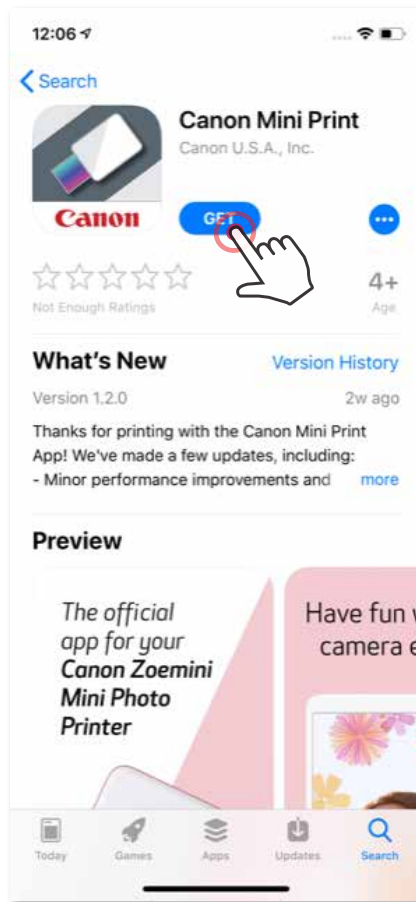 12:06
Search
Canon Mini Print
Canon U.S.A., Inc.
Canon
GET
4+
Not Enough Ratings
Age
What's New
Version History
Version 1.2.0
2w ago
Thanks for printing with the Canon Mini Print
App! We've made a few updates, including:
- Minor performance improvements and more
Preview
The official
app for your
Canon Zoemini
Mini Photo
Printer
Have fun
camera
Today
Games
Apps
Updates
Search